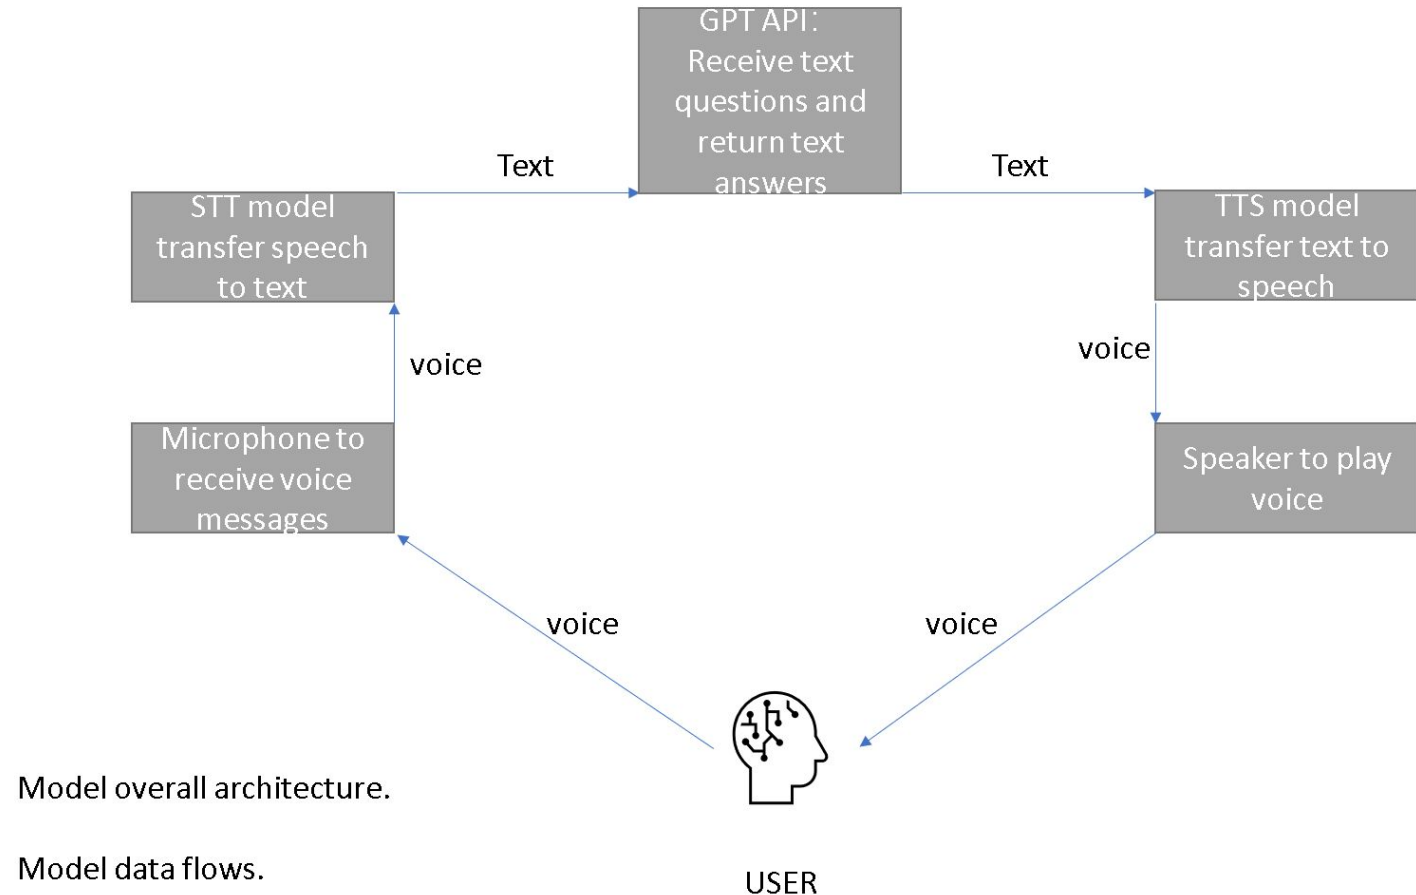 GPT API：
Receive text
questions and
return text
answers
Text
Text
STT model
transfer speech
to text
TTS model
transfer text to
speech
voice
voice
Microphone to
receive voice
messages
Speaker to play
voice
voice
voice
Model overall architecture.
Model data flows.
USER